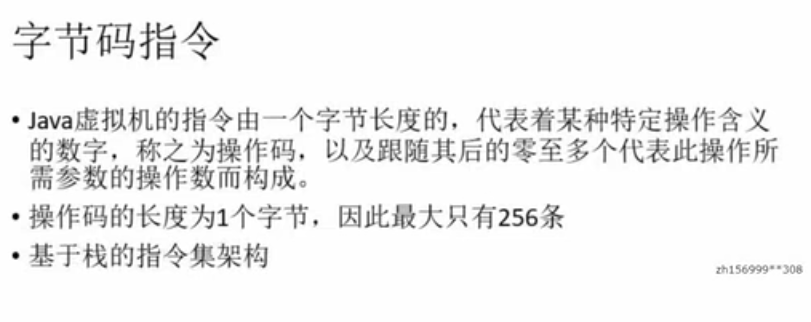 字节码指令
• Java虚拟机的指令由一个字节长度的，代表着某种特定操作含义
的数字，称之为操作码，以及跟随其后的零至多个代表此操作所
需参数的操作数而构成。
• 操作码的长度为1个字节，因此最大只有256条
• 基于栈的指令集架构
zh156999**308